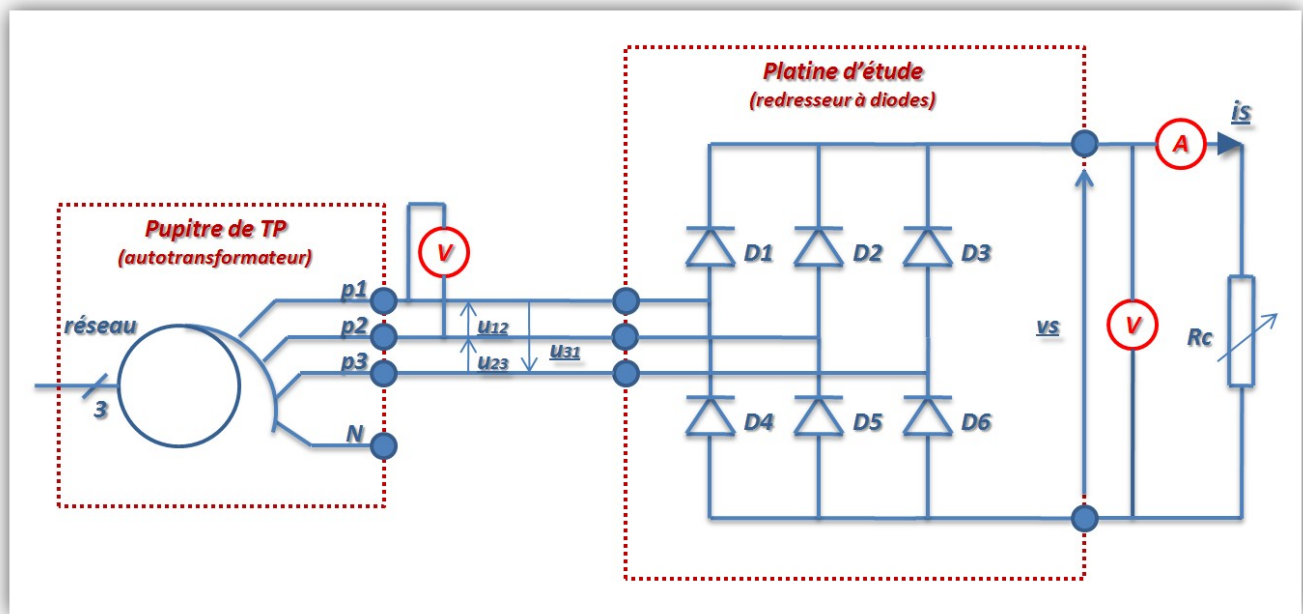 Platine d'étude
(redresseur à diodes)
is
A
Pupitre de TP
(autotransformateur)
V
D1
D2
D3
p1
réseau
p2
u12
vs
V
Rc
u31
p3
u23
3
D4
D5
D6
N